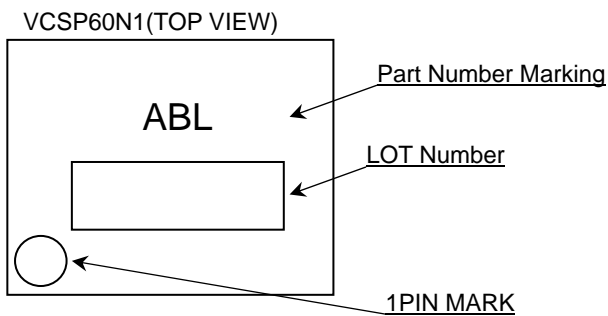 VCSP60N1(TOP VIEW)
Part Number Marking
ABL
LOT Number
1PIN MARK